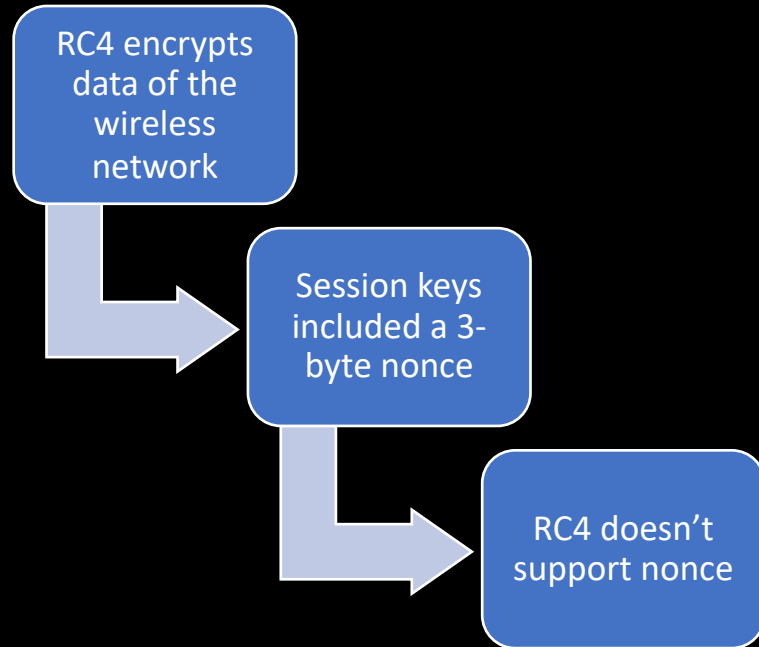 RC4 encrypts
data of the
wireless
network
Session keys
included a 3-
byte nonce
RC4 doesn’t
support nonce